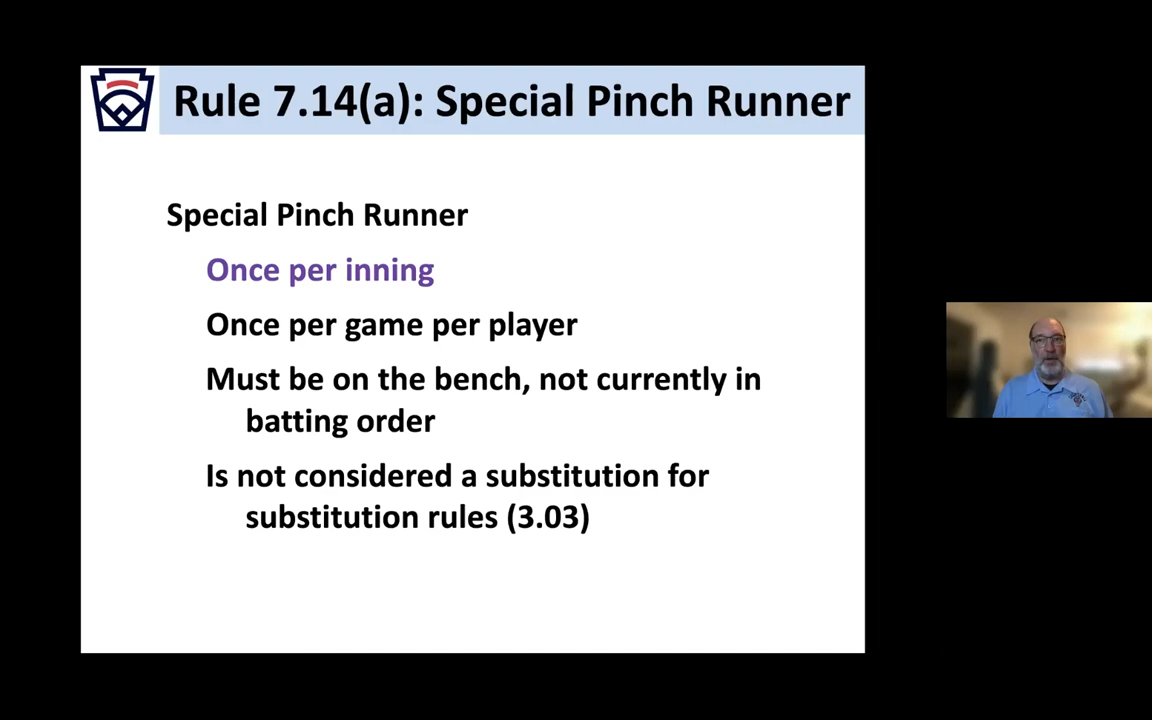 Rule 7.14(a): Special Pinch Runner
Special Pinch Runner
Once per inning
Once per game per player
Must be on the bench, not currently in
batting order
Is not considered a substitution for
substitution rules (3.03)